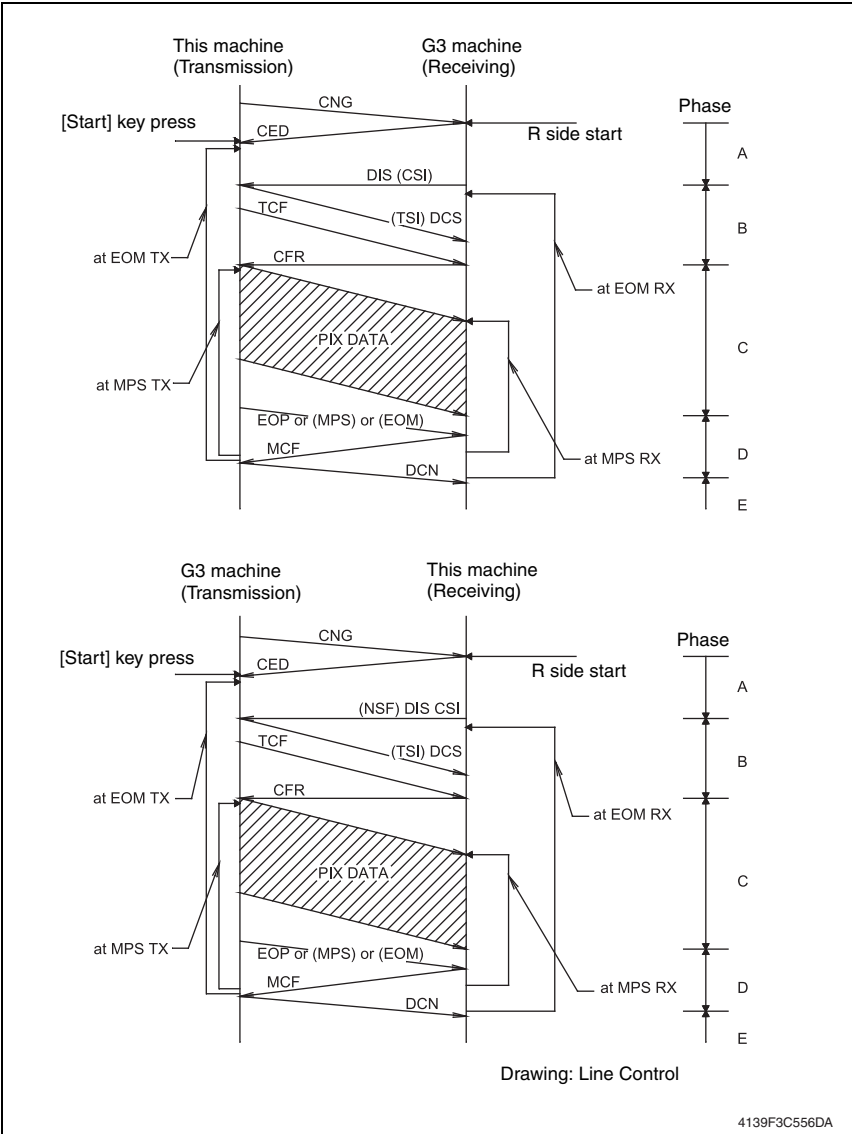 This machine
(Transmission)
G3 machine
(Receiving)
CNG
Phase
[Start] key press
CED
R side start
A
DIS (CSI)
TCF
(TSI) DCS
B
at EOM TX
CFR
at EOM RX
PIX DATA
C
at MPS TX
EOP or (MPS) or (EOM)
MCF
at MPS RX
D
DCN
E
G3 machine
(Transmission)
This machine
(Receiving)
CNG
Phase
[Start] key press
CED
R side start
A
(NSF) DIS CSI
TCF
(TSI) DCS
B
at EOM TX
CFR
at EOM RX
PIX DATA
C
at MPS TX
EOP or (MPS) or (EOM)
MCF
at MPS RX
D
DCN
E
Drawing: Line Control
4139F3C556DA